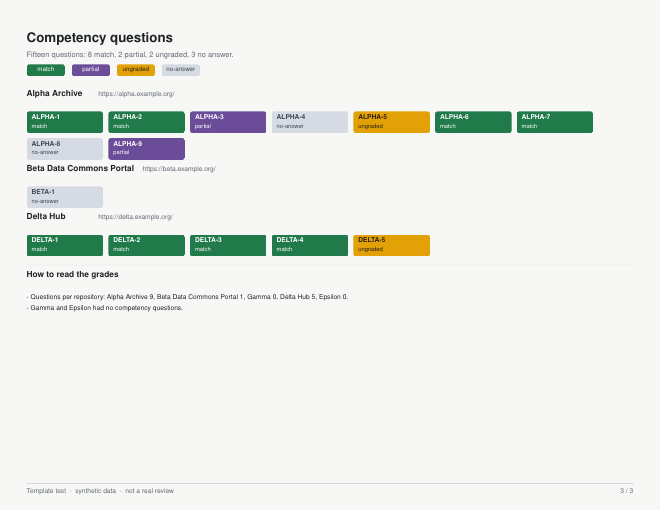 Competency questions
Fifteen questions: 8 match, 2 partial, 2 ungraded, 3 no answer.
match partial ungraded no-answer
Alpha Archive https://alpha.example.org/
ALPHA-1 ALPHA-2 ALPHA-3 ALPHA-4 ALPHA-5 ALPHA-6 ALPHA-7
match match partial no-answer ungraded match match
ALPHA-8 ALPHA-9
no-answer partial
Beta Data Commons Portal https://beta.example.org/
BETA-1
no-answer
Delta Hub https://delta.example.org/
DELTA-1 DELTA-2 DELTA-3 DELTA-4 DELTA-5
match match match match ungraded
How to read the grades
- Questions per repository: Alpha Archive 9, Beta Data Commons Portal 1, Gamma 0, Delta Hub 5, Epsilon 0.
- Gamma and Epsilon had no competency questions.
Template test · synthetic data · not a real review 3 / 3